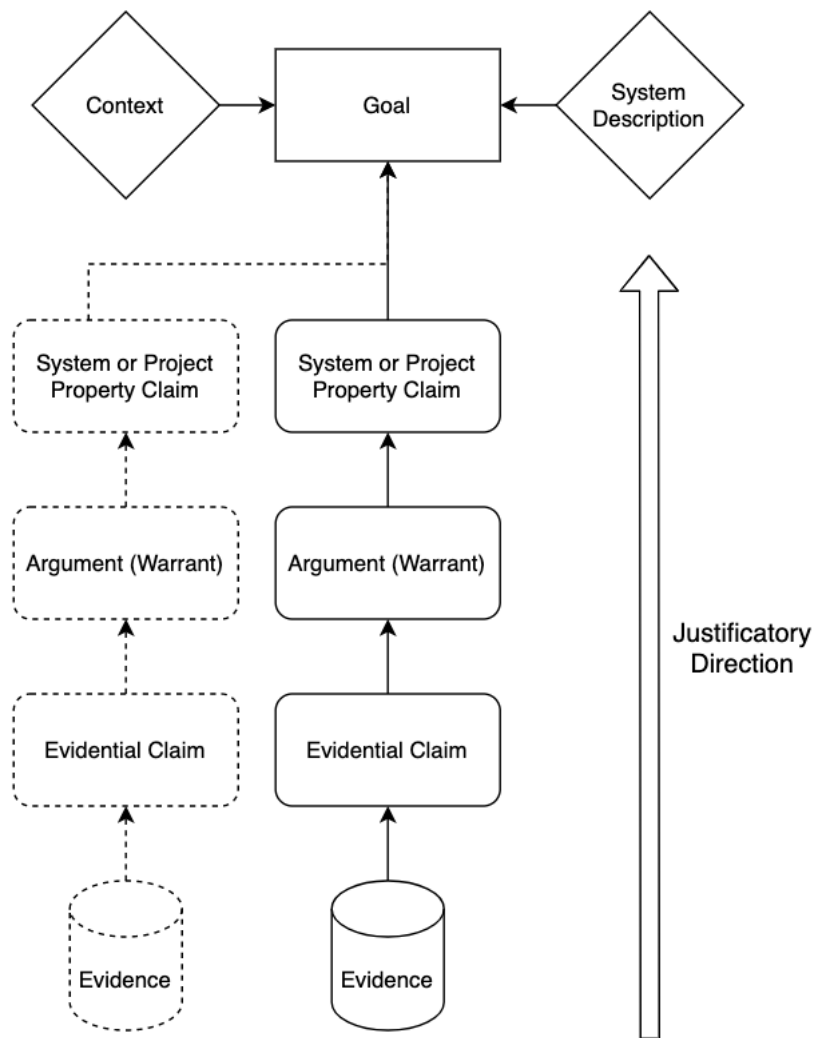 Context
Goal
System
Description
System or Project
Property Claim
System or Project
Property Claim
Argument (Warrant)
Argument (Warrant)
Justificatory
Direction
Evidential Claim
Evidential Claim
Evidence
Evidence